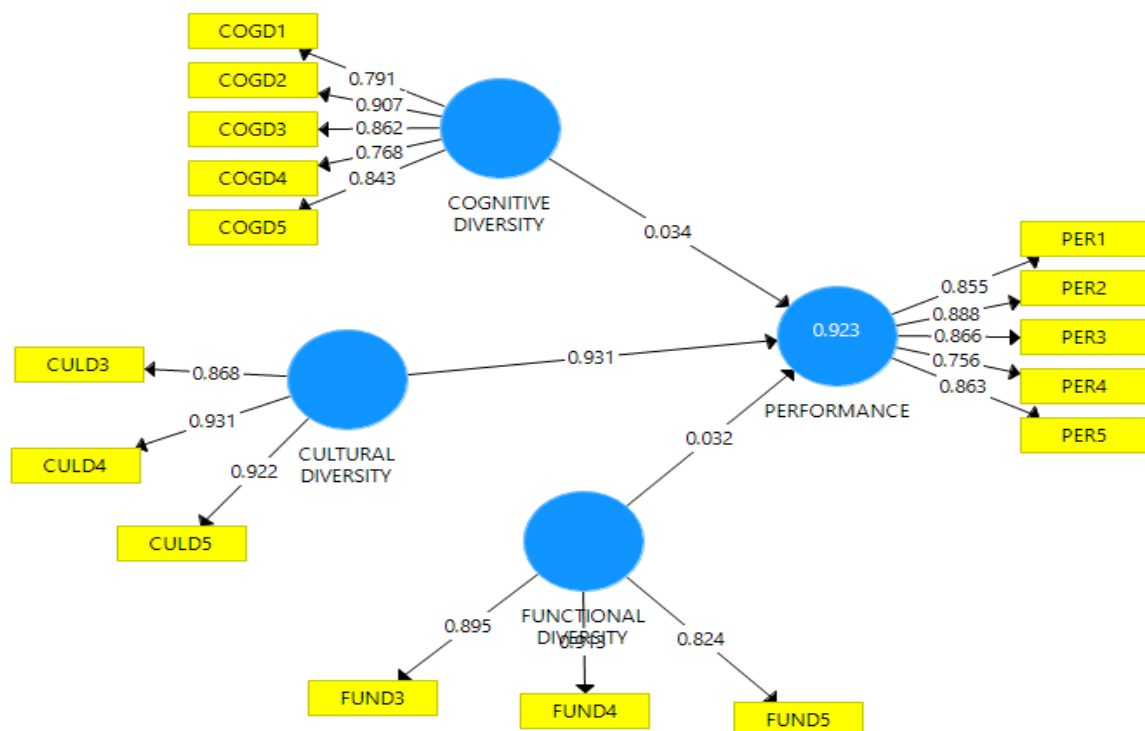 COGD1
COGD2
COGD3
COGD4
COGD5
0.791
0.907
0.862
0.768
0.843
COGNITIVE
DIVERSITY
0.034
PER1
PER2
PER3
PER4
PER5
0.855
0.888
0.866
0.756
0.863
0.923
PERFORMANCE
CULD3
CULD4
CULD5
0.868
0.931
0.922
CULTURAL
DIVERSITY
0.931
0.032
FUNCTIONAL
DIVERSITY
0.895
0.913
0.824
FUND3
FUND4
FUND5